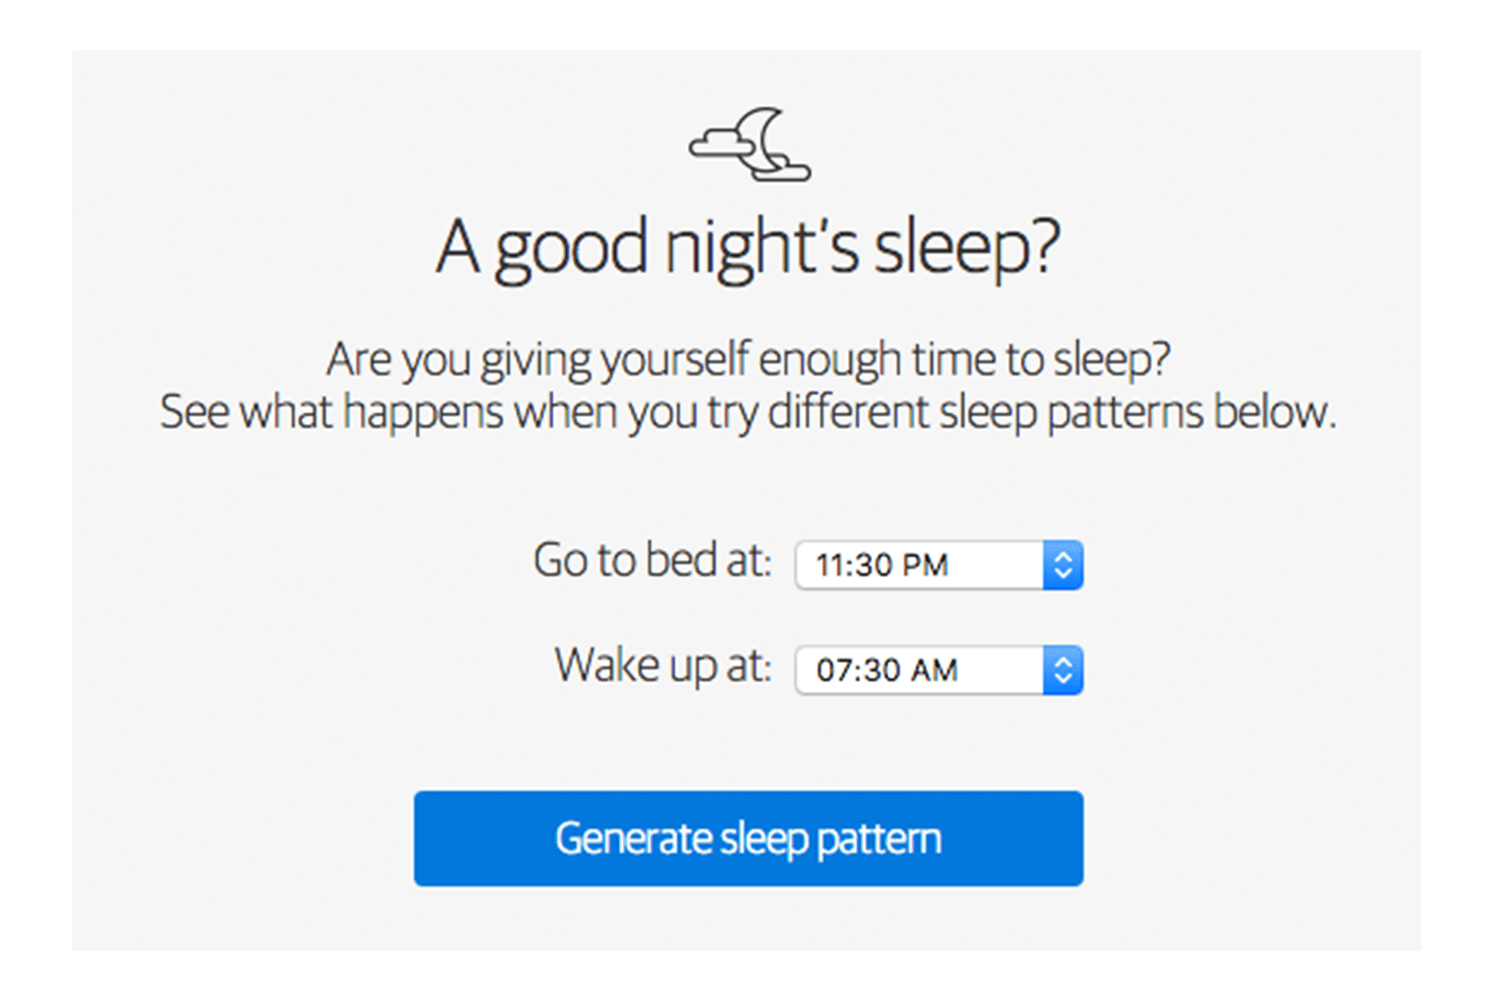 A good night's sleep?
Are you giving yourself enough time to sleep?
See what happens when you try different sleep patterns below.
Go to bed at: 11:30 PM
Wake up at: 07:30 AM
Generate sleep pattern